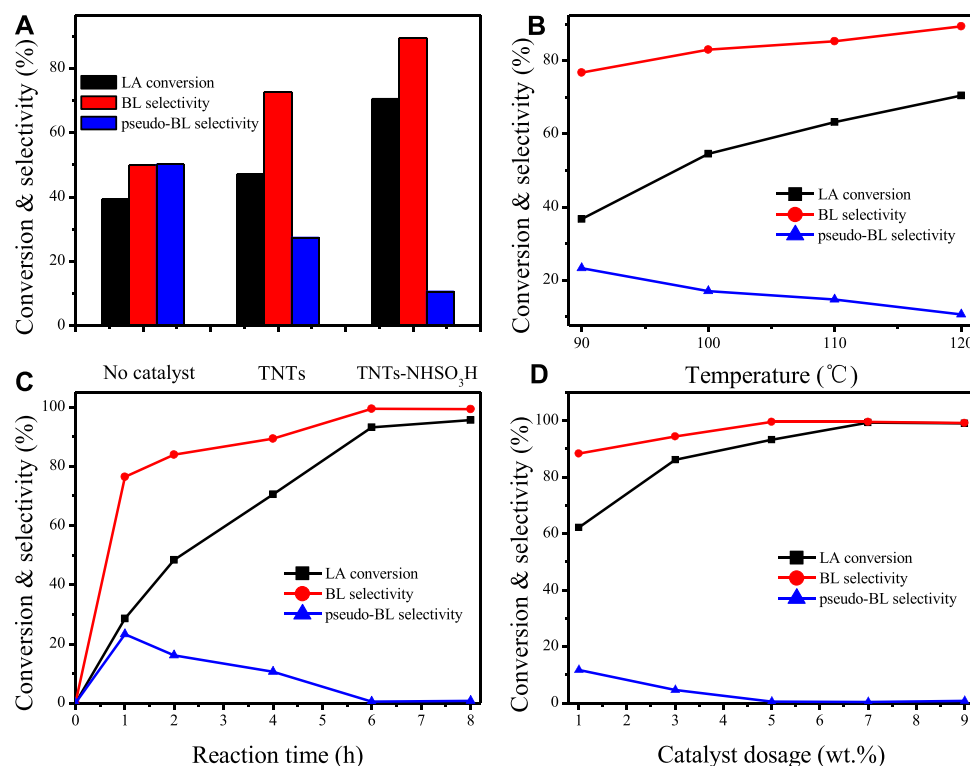 A
Conversion & selectivity (%)
80
60
40
20
0
LA conversion
BL selectivity
pseudo-BL selectivity
No catalyst TNTs TNTs-NHSO₃H
B
Conversion & selectivity (%)
80
60
40
20
LA conversion
BL selectivity
pseudo-BL selectivity
90 100 110 120
Temperature (℃)
C
Conversion & selectivity (%)
100
80
60
40
20
0
LA conversion
BL selectivity
pseudo-BL selectivity
0 1 2 3 4 5 6 7 8
Reaction time (h)
D
Conversion & selectivity (%)
100
80
60
40
20
0
LA conversion
BL selectivity
pseudo-BL selectivity
1 2 3 4 5 6 7 8 9
Catalyst dosage (wt.%)